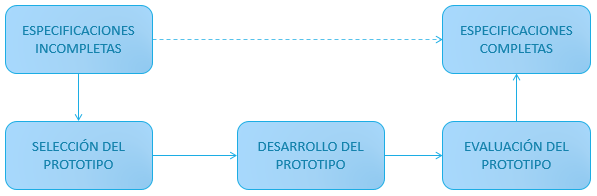 ESPECIFICACIONES
INCOMPLETAS
ESPECIFICACIONES
COMPLETAS
SELECCIÓN DEL
PROTOTIPO
DESARROLLO DEL
PROTOTIPO
EVALUACIÓN DEL
PROTOTIPO